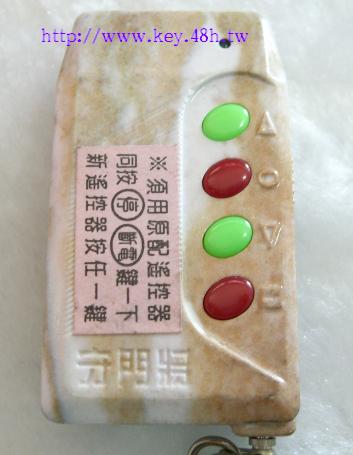 http://www.key.48h.tw
※須用原配遙控器
同按停斷電鍵一下
新遙控器按任一鍵